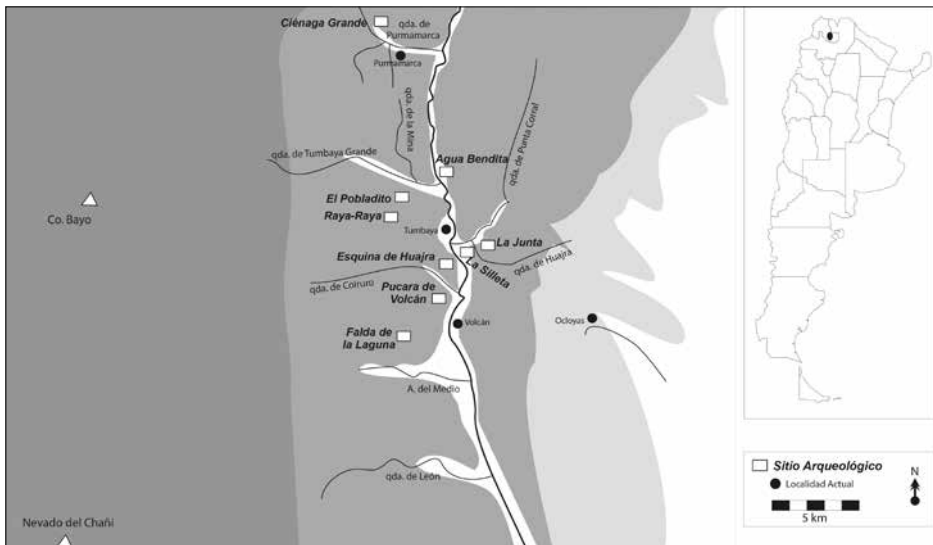 Ciénaga Grande
qda. de
Purmamarca
Purmamarca
qda. de la Mina
qda. de Punta Corral
qda. de Tumbaya Grande
Agua Bendita
El Pobladito
Co. Bayo
Raya-Raya
Tumbaya
La Junta
Esquina de Huajra
La Silleta
qda. de Huajra
qda. de Coiruro
Pucara de
Volcán
Volcán
Ocloyas
Falda de
la Laguna
A. del Medio
qda. de León
Nevado del Chañi
Sitio Arqueológico
Localidad Actual
N
5 km